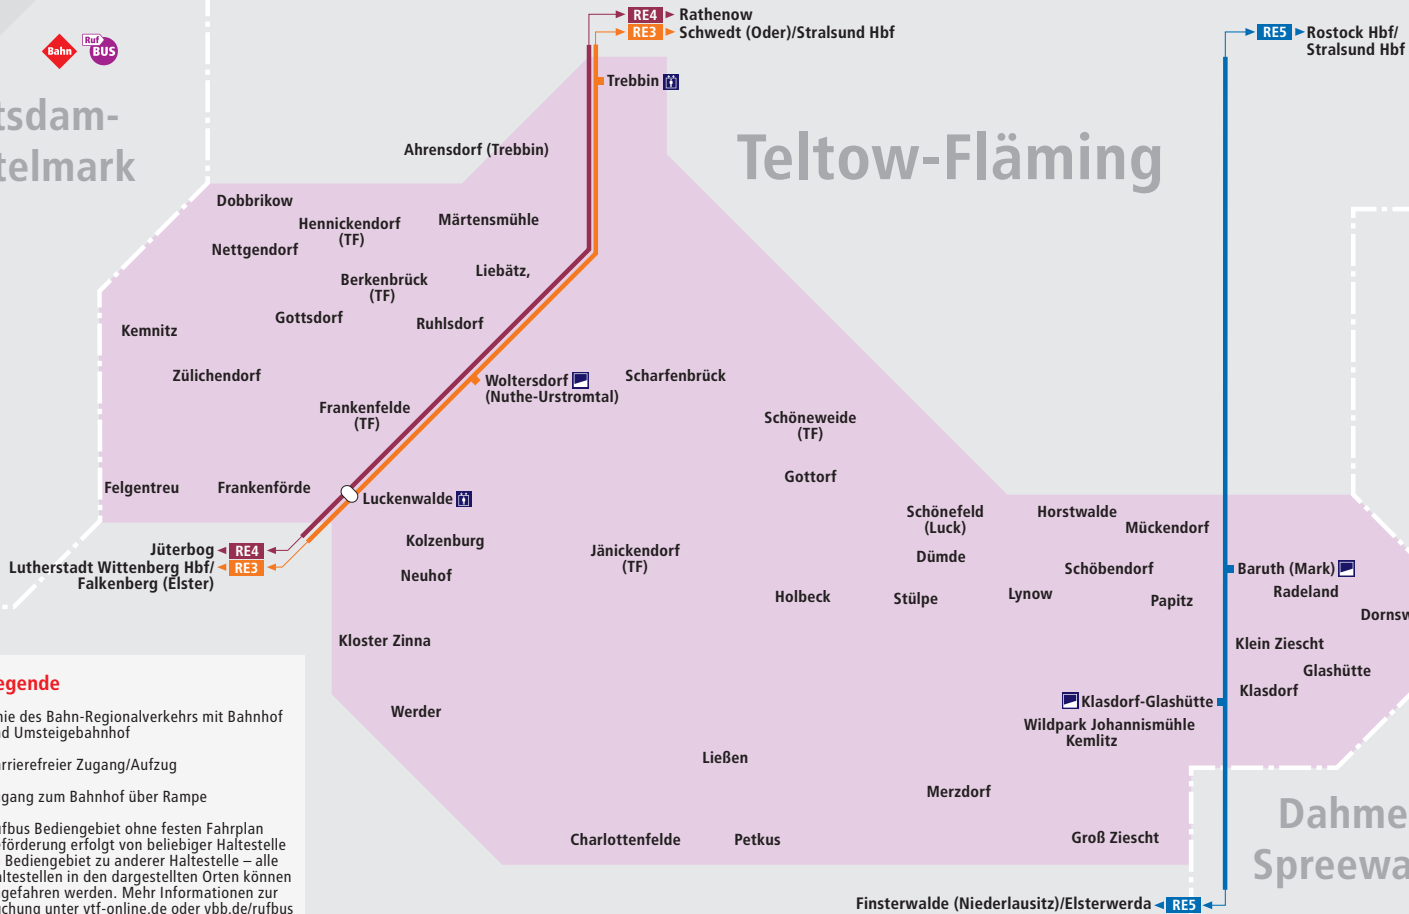 RE4 Rathenow
RE3 Schwedt (Oder)/Stralsund Hbf
RE5 Rostock Hbf/
Stralsund Hbf
Bahn
Ruf
BUS
Trebbin
tsdam-
telmark
Teltow-Fläming
Ahrensdorf (Trebbin)
Dobbrikow
Hennickendorf
(TF)
Märtensmühle
Nettgendorf
Liebätz,
Berkenbrück
(TF)
Gottsdorf
Ruhlsdorf
Kemnitz
Zülichendorf
Woltersdorf
(Nuthe-Urstromtal)
Scharfenbrück
Frankenfelde
(TF)
Schöneweide
(TF)
Gottorf
Felgentreu
Frankenförde
Luckenwalde
Schönefeld
(Luck)
Horstwalde
Mückendorf
Kolzenburg
Jänickendorf
(TF)
Jüterbog RE4
Lutherstadt Wittenberg Hbf/ RE3
Falkenberg (Elster)
Dümde
Schöbendorf
Baruth (Mark)
Neuhof
Radeland
Holbeck
Stülpe
Lynow
Papitz
Dornsw
Kloster Zinna
Klein Ziescht
Glashütte
Klasdorf
Klasdorf-Glashütte
Werder
Wildpark Johannismühle
Kemlitz
Ließen
Merzdorf
Charlottenfelde
Petkus
Groß Ziescht
Dahme
Spreewa
Finsterwalde (Niederlausitz)/Elsterwerda RE5
egende
nie des Bahn-Regionalverkehrs mit Bahnhof
d Umsteigebahnhof
arrierefreier Zugang/Aufzug
gang zum Bahnhof über Rampe
ufbus Bediengebiet ohne festen Fahrplan
eförderung erfolgt von beliebiger Haltestelle
Bediengebiet zu anderer Haltestelle – alle
altestellen in den dargestellten Orten können
gefahren werden. Mehr Informationen zur
uchung unter vtf-online.de oder vbb.de/rufbus